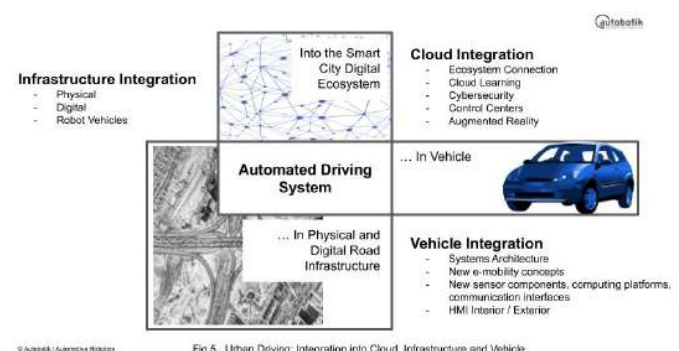 autobotik
Into the Smart
City Digital
Ecosystem
Cloud Integration
- Ecosystem Connection
- Cloud Learning
- Cybersecurity
- Control Centers
- Augmented Reality
Infrastructure Integration
- Physical
- Digital
- Robot Vehicles
Automated Driving
System
... In Vehicle
... In Physical and
Digital Road
Infrastructure
Vehicle Integration
- Systems Architecture
- New e-mobility concepts
- New sensor components, computing platforms,
communication interfaces
- HMI Interior / Exterior
© Autobotik | Automotive Robotics
Fig 5. Urban Driving: Integration into Cloud, Infrastructure and Vehicle